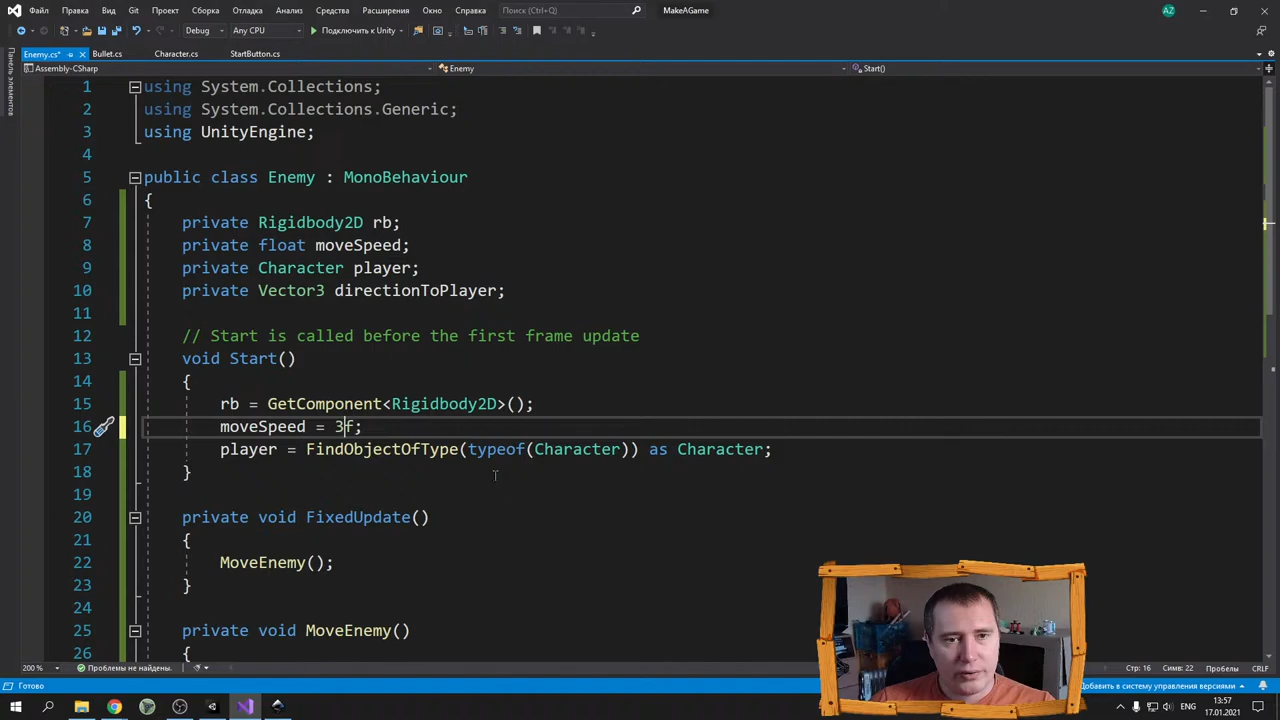 Файл Правка Вид Git Проект Сборка Отладка Анализ Средства Расширения Окно Справка Поиск (Ctrl+Q) MakeAGame AZ
Debug Any CPU Подключить к Unity
Enemy.cs* Bullet.cs Character.cs StartButton.cs
Assembly-CSharp Enemy Start()
Панель элементов
1 using System.Collections;
2 using System.Collections.Generic;
3 using UnityEngine;
4
5 public class Enemy : MonoBehaviour
6 {
7 private Rigidbody2D rb;
8 private float moveSpeed;
9 private Character player;
10 private Vector3 directionToPlayer;
11
12 // Start is called before the first frame update
13 void Start()
14 {
15 rb = GetComponent<Rigidbody2D>();
16 moveSpeed = 3f;
17 player = FindObjectOfType(typeof(Character)) as Character;
18 }
19
20 private void FixedUpdate()
21 {
22 MoveEnemy();
23 }
24
25 private void MoveEnemy()
26 {
200 % Проблемы не найдены. Стр: 16 Симв: 22 Пробелы CRLF
Готово Добавить в систему управления версиями
ENG 13:57
17.01.2021